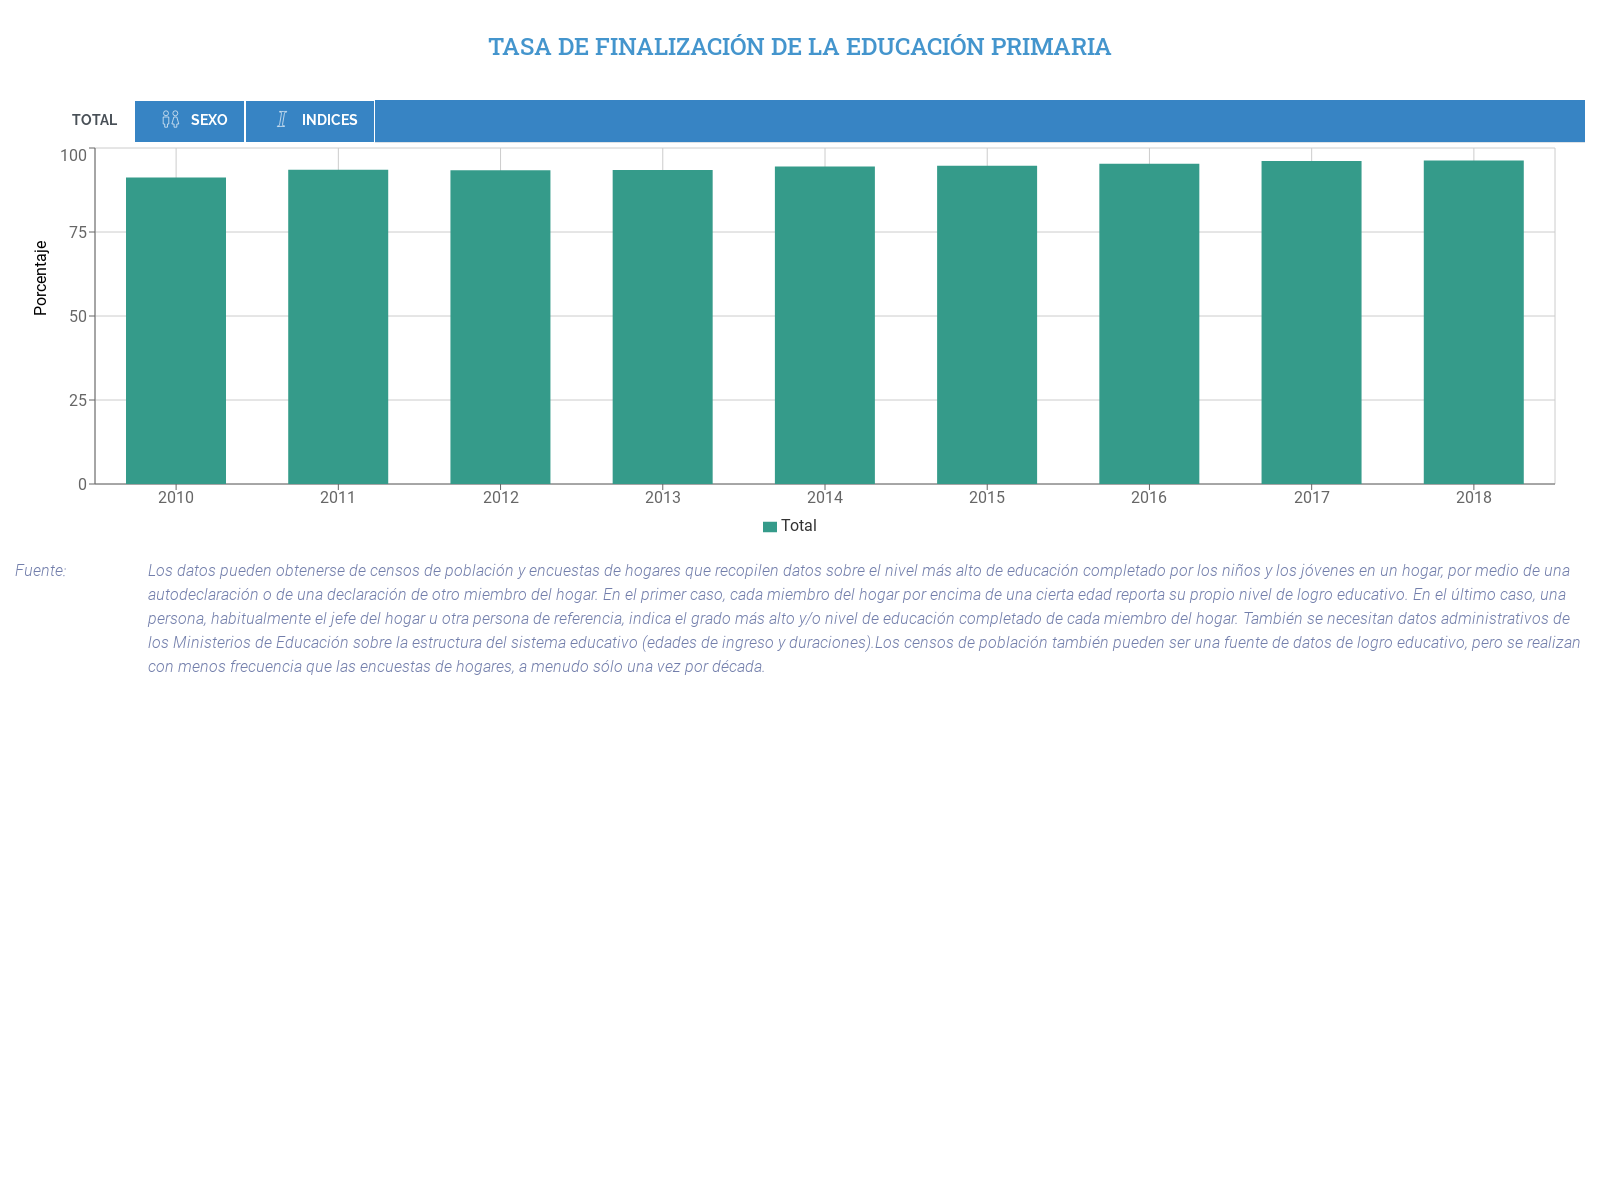 TASA DE FINALIZACIÓN DE LA EDUCACIÓN PRIMARIA
TOTAL SEXO INDICES
100
75
50
25
0
Porcentaje
2010 2011 2012 2013 2014 2015 2016 2017 2018
Total
Fuente: Los datos pueden obtenerse de censos de población y encuestas de hogares que recopilen datos sobre el nivel más alto de educación completado por los niños y los jóvenes en un hogar, por medio de una
autodeclaración o de una declaración de otro miembro del hogar. En el primer caso, cada miembro del hogar por encima de una cierta edad reporta su propio nivel de logro educativo. En el último caso, una
persona, habitualmente el jefe del hogar u otra persona de referencia, indica el grado más alto y/o nivel de educación completado de cada miembro del hogar. También se necesitan datos administrativos de
los Ministerios de Educación sobre la estructura del sistema educativo (edades de ingreso y duraciones).Los censos de población también pueden ser una fuente de datos de logro educativo, pero se realizan
con menos frecuencia que las encuestas de hogares, a menudo sólo una vez por década.